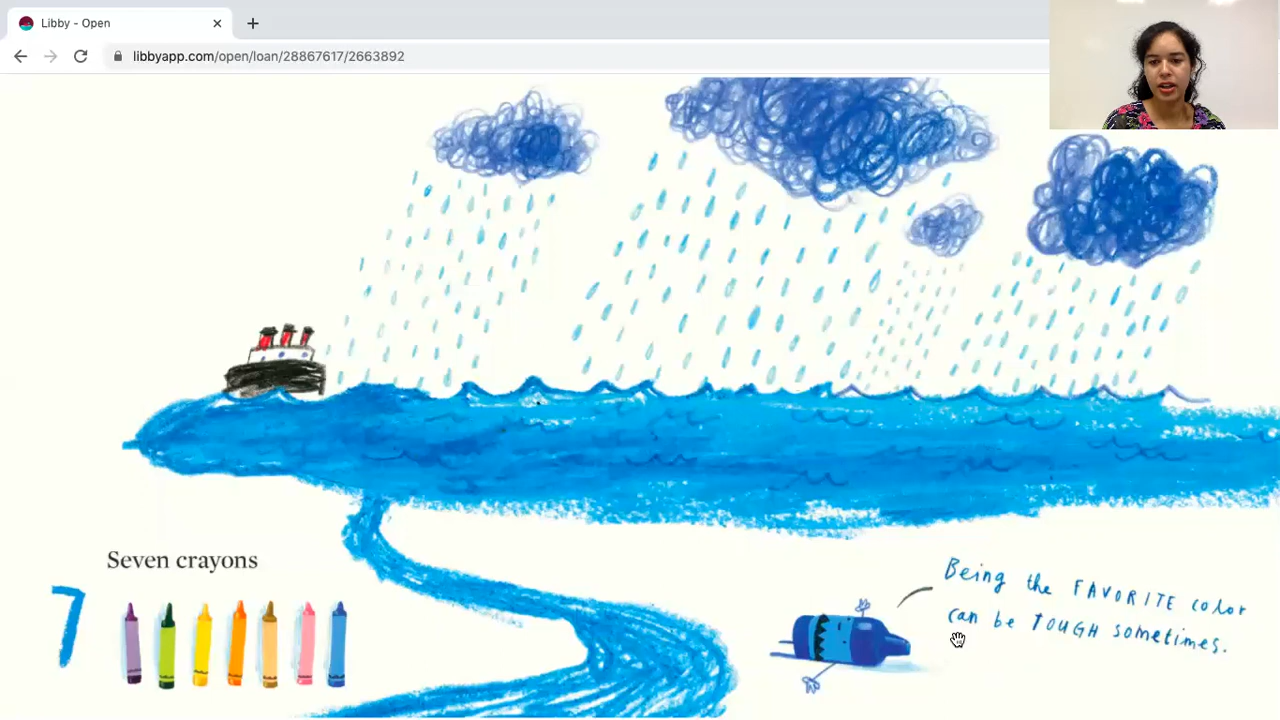 Libby - Open
libbyapp.com/open/loan/28867617/2663892
Seven crayons
7
Being the FAVORITE color
can be TOUGH sometimes.